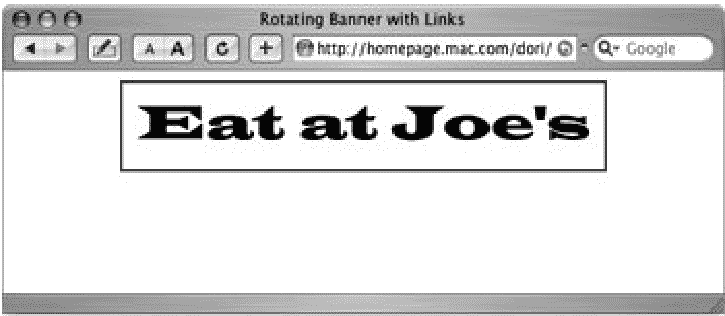 Rotating Banner with Links
A A + http://homepage.mac.com/dori/ Google
Eat at Joe's